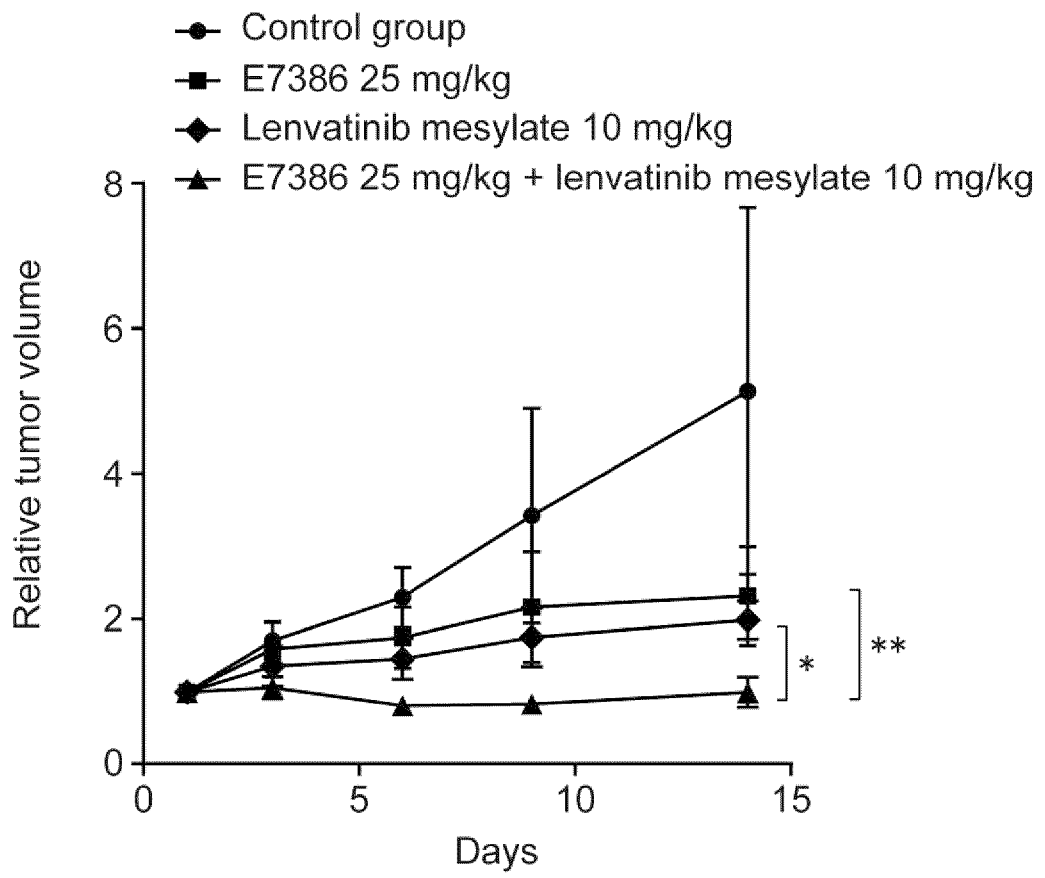 Control group
E7386 25 mg/kg
Lenvatinib mesylate 10 mg/kg
E7386 25 mg/kg + lenvatinib mesylate 10 mg/kg
Relative tumor volume
8
6
4
2
0
*
**
0 5 10 15
Days